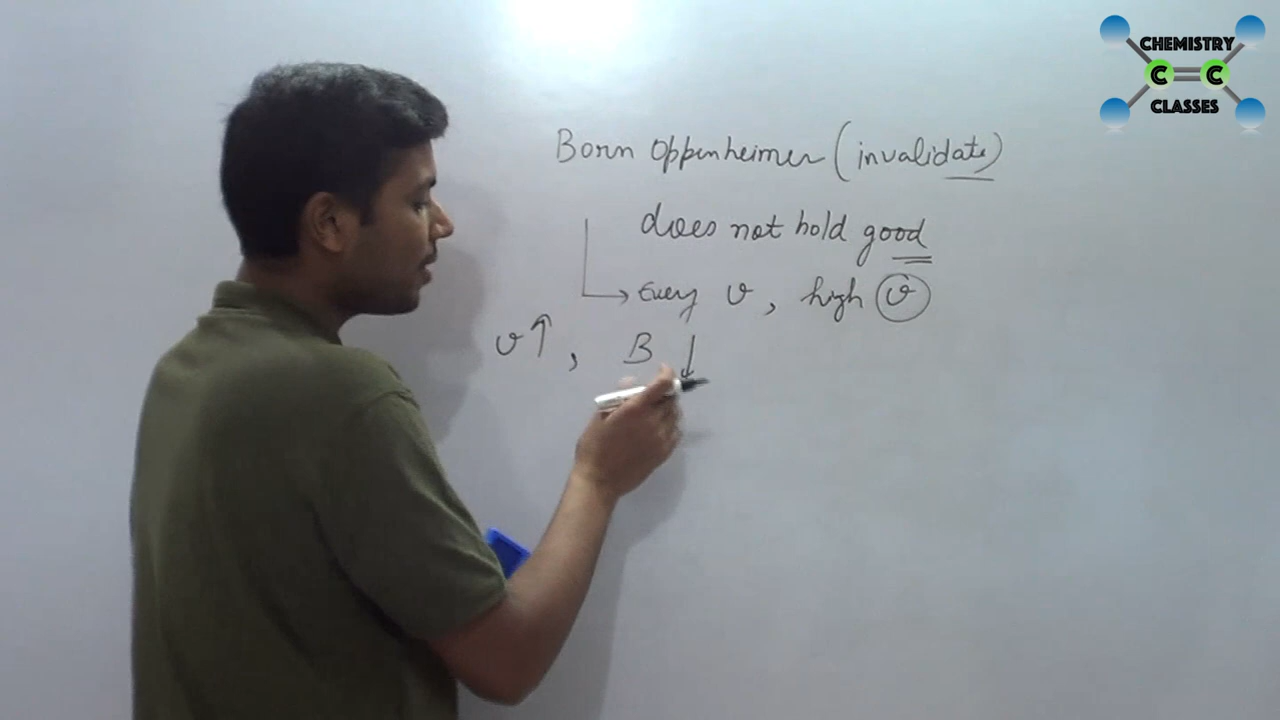 Born Oppenheimer (invalidate)
does not hold good
Every v, high v
v↑, B ↓
CHEMISTRY
C C
CLASSES